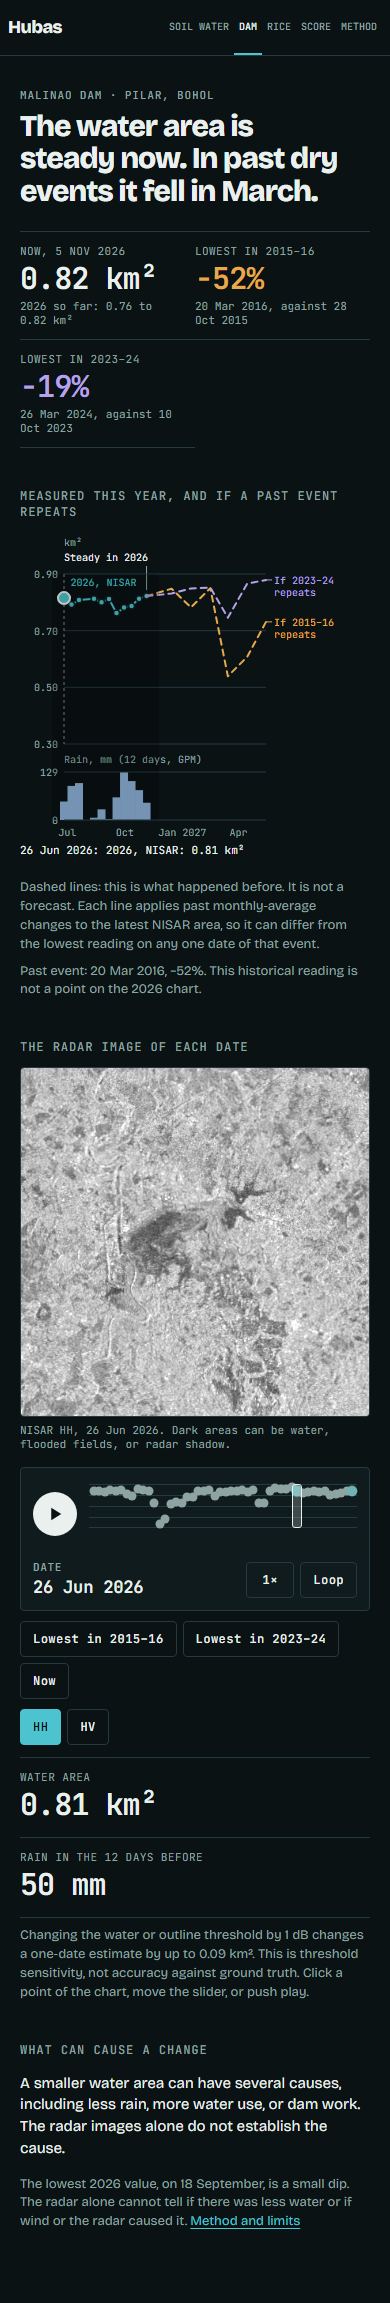 Hubas
SOIL WATER DAM RICE SCORE METHOD
MALINAO DAM · PILAR, BOHOL
The water area is
steady now. In past dry
events it fell in March.
NOW, 5 NOV 2026
0.82 km²
2026 so far: 0.76 to
0.82 km²
LOWEST IN 2015–16
-52%
20 Mar 2016, against 28
Oct 2015
LOWEST IN 2023–24
-19%
26 Mar 2024, against 10
Oct 2023
MEASURED THIS YEAR, AND IF A PAST EVENT
REPEATS
km²
Steady in 2026
0.90
2026, NISAR
If 2023–24
repeats
If 2015–16
repeats
0.70
0.50
0.30
Rain, mm (12 days, GPM)
129
0
Jul Oct Jan 2027 Apr
26 Jun 2026: 2026, NISAR: 0.81 km²
Dashed lines: this is what happened before. It is not a
forecast. Each line applies past monthly-average
changes to the latest NISAR area, so it can differ from
the lowest reading on any one date of that event.
Past event: 20 Mar 2016, -52%. This historical reading is
not a point on the 2026 chart.
THE RADAR IMAGE OF EACH DATE
NISAR HH, 26 Jun 2026. Dark areas can be water,
flooded fields, or radar shadow.
DATE
26 Jun 2026
1×
Loop
Lowest in 2015–16
Lowest in 2023–24
Now
HH
HV
WATER AREA
0.81 km²
RAIN IN THE 12 DAYS BEFORE
50 mm
Changing the water or outline threshold by 1 dB changes
a one-date estimate by up to 0.09 km². This is threshold
sensitivity, not accuracy against ground truth. Click a
point of the chart, move the slider, or push play.
WHAT CAN CAUSE A CHANGE
A smaller water area can have several causes,
including less rain, more water use, or dam work.
The radar images alone do not establish the
cause.
The lowest 2026 value, on 18 September, is a small dip.
The radar alone cannot tell if there was less water or if
wind or the radar caused it. Method and limits